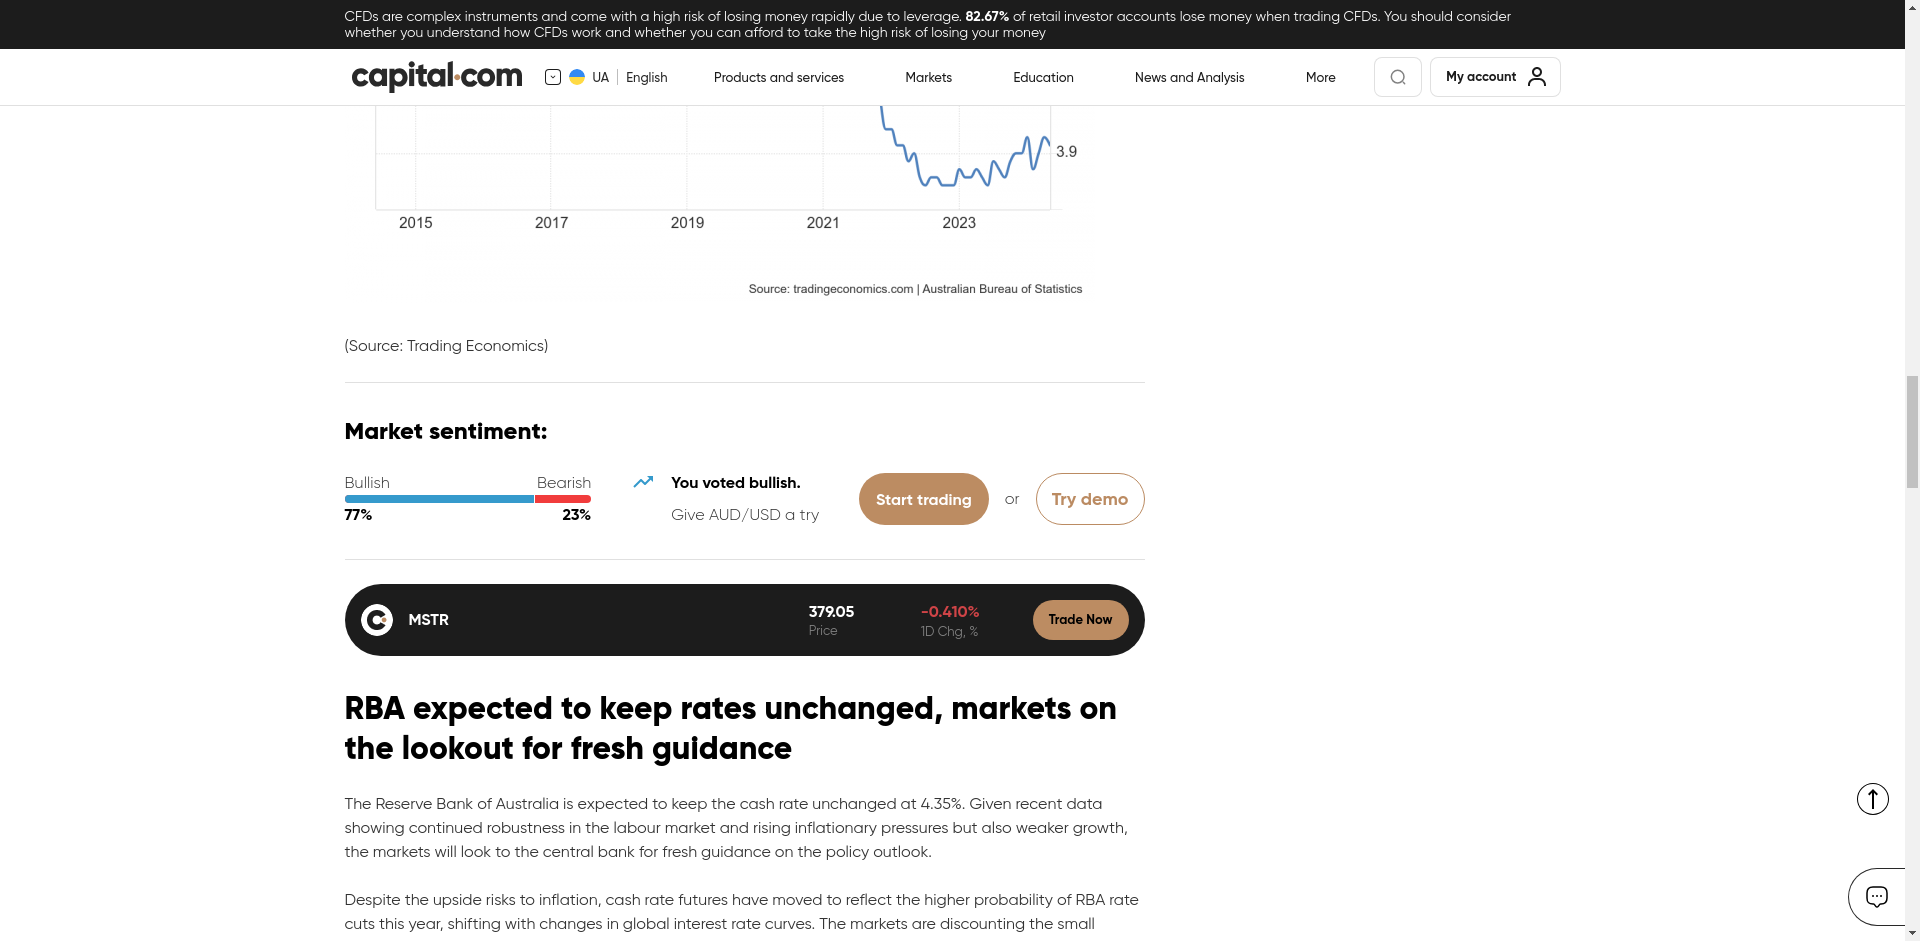 CFDs are complex instruments and come with a high risk of losing money rapidly due to leverage. 82.67% of retail investor accounts lose money when trading CFDs. You should consider
whether you understand how CFDs work and whether you can afford to take the high risk of losing your money
capital.com
UA
English
Products and services
Markets
Education
News and Analysis
More
My account
3.9
2015
2017
2019
2021
2023
Source: tradingeconomics.com | Australian Bureau of Statistics
(Source: Trading Economics)
Market sentiment:
Bullish
Bearish
77%
23%
You voted bullish.
Give AUD/USD a try
Start trading
or
Try demo
MSTR
379.05
Price
-0.410%
1D Chg, %
Trade Now
RBA expected to keep rates unchanged, markets on
the lookout for fresh guidance
The Reserve Bank of Australia is expected to keep the cash rate unchanged at 4.35%. Given recent data
showing continued robustness in the labour market and rising inflationary pressures but also weaker growth,
the markets will look to the central bank for fresh guidance on the policy outlook.
Despite the upside risks to inflation, cash rate futures have moved to reflect the higher probability of RBA rate
cuts this year, shifting with changes in global interest rate curves. The markets are discounting the small